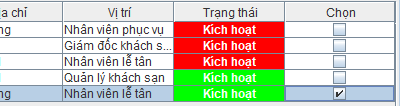 a chỉ Vị trí Trạng thái Chọn
ng Nhân viên phục vụ Kích hoạt
Giám đốc khách s... Kích hoạt
Nhân viên lễ tân Kích hoạt
Quản lý khách sạn Kích hoạt
ng Nhân viên lễ tân Kích hoạt